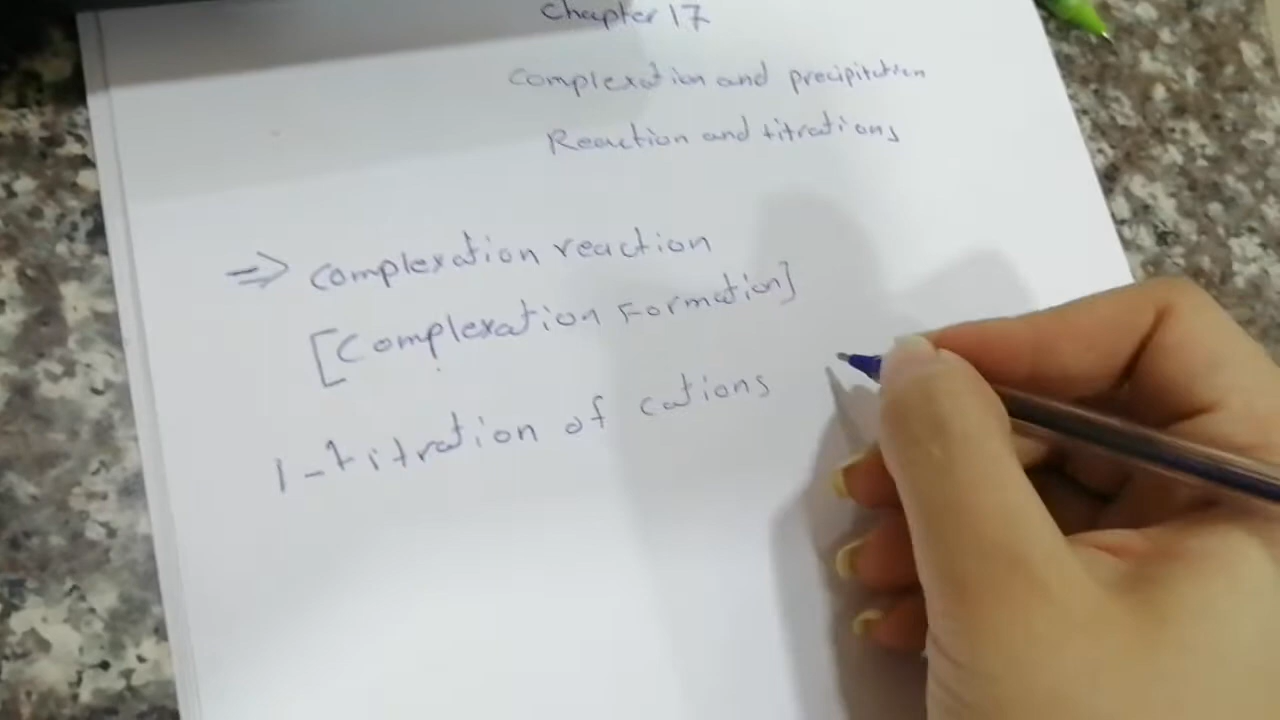 Chapter 17
Complexation and precipitation
Reaction and titrations
⇒ complexation reaction
[Complexation Formation]
1-titration of cations